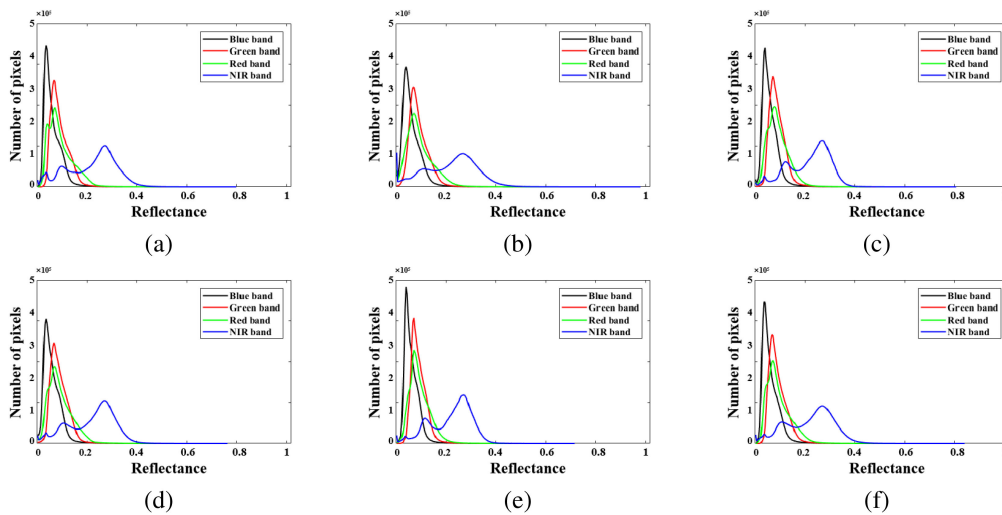 ×10⁵
5
4
3
2
1
0
Number of pixels
Blue band
Green band
Red band
NIR band
0 0.2 0.4 0.6 0.8 1
Reflectance
(a)
×10⁵
5
4
3
2
1
0
Number of pixels
Blue band
Green band
Red band
NIR band
0 0.2 0.4 0.6 0.8 1
Reflectance
(b)
×10⁵
5
4
3
2
1
0
Number of pixels
Blue band
Green band
Red band
NIR band
0 0.2 0.4 0.6 0.8
Reflectance
(c)
×10⁵
5
4
3
2
1
0
Number of pixels
Blue band
Green band
Red band
NIR band
0 0.2 0.4 0.6 0.8 1
Reflectance
(d)
×10⁵
5
4
3
2
1
0
Number of pixels
Blue band
Green band
Red band
NIR band
0 0.2 0.4 0.6 0.8 1
Reflectance
(e)
×10⁵
5
4
3
2
1
0
Number of pixels
Blue band
Green band
Red band
NIR band
0 0.2 0.4 0.6 0.8
Reflectance
(f)